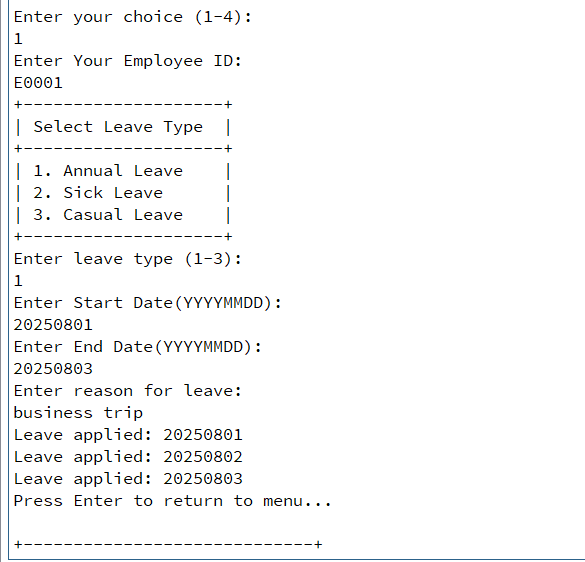 Enter your choice (1-4):
1
Enter Your Employee ID:
E0001
+--------------------+
| Select Leave Type  |
+--------------------+
| 1. Annual Leave    |
| 2. Sick Leave      |
| 3. Casual Leave    |
+--------------------+
Enter leave type (1-3):
1
Enter Start Date(YYYYMMDD):
20250801
Enter End Date(YYYYMMDD):
20250803
Enter reason for leave:
business trip
Leave applied: 20250801
Leave applied: 20250802
Leave applied: 20250803
Press Enter to return to menu...

+-----------------------------+